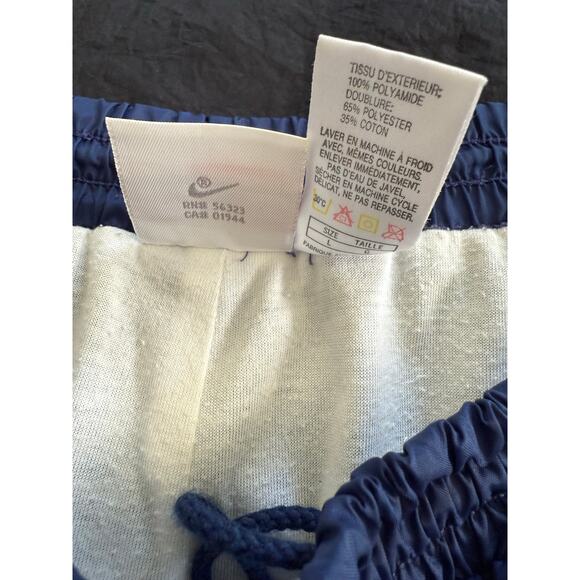 ®
RN# 56323
CA# 01944
TISSU D'EXTERIEUR:
100% POLYAMIDE
DOUBLURE:
65% POLYESTER
35% COTON
LAVER EN MACHINE À FROID
AVEC MÊMES COULEURS.
ENLEVER IMMÉDIATEMENT.
PAS D'EAU DE JAVEL
SÉCHER EN MACHINE CYCLE
DÉLICAT, NE PAS REPASSER.
30°C
SIZE TAILLE
L G
FABRIQUÉ